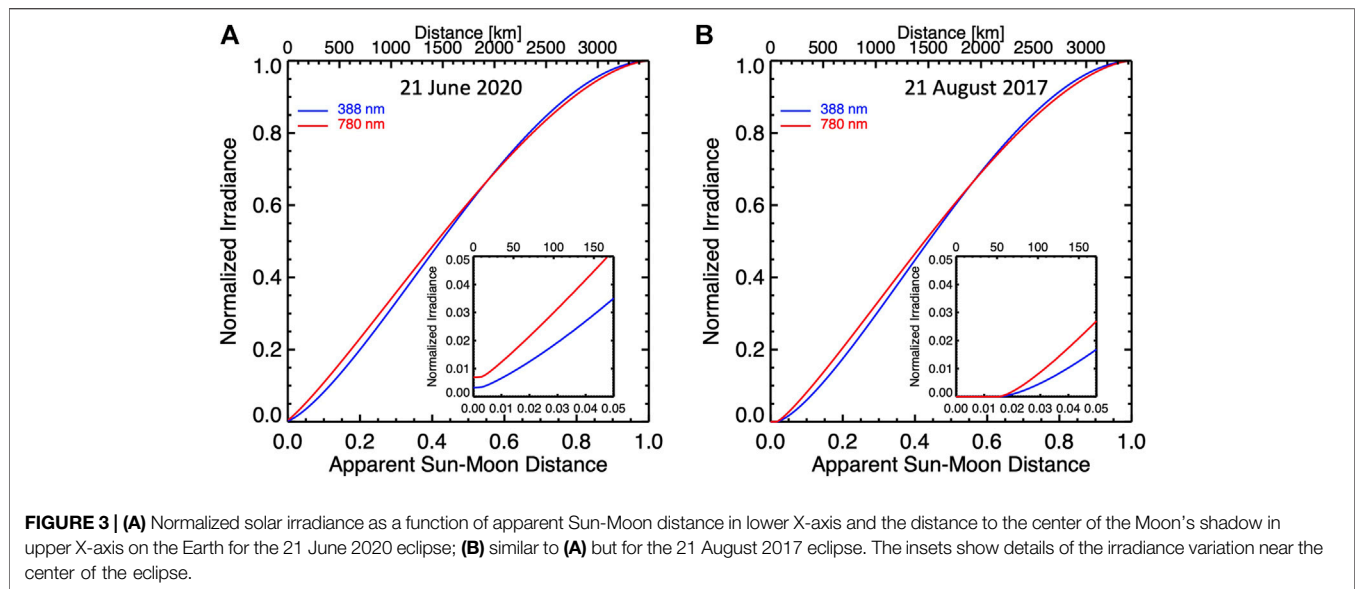 A
Distance [km]
0 500 1000 1500 2000 2500 3000
21 June 2020
388 nm
780 nm
Normalized Irradiance
1.0
0.8
0.6
0.4
0.2
0.0
0 50 100 150
Normalized Irradiance
0.05
0.04
0.03
0.02
0.01
0.00
0.00 0.01 0.02 0.03 0.04 0.05
0.0 0.2 0.4 0.6 0.8 1.0
Apparent Sun-Moon Distance
B
Distance [km]
0 500 1000 1500 2000 2500 3000
21 August 2017
388 nm
780 nm
Normalized Irradiance
1.0
0.8
0.6
0.4
0.2
0.0
0 50 100 150
Normalized Irradiance
0.05
0.04
0.03
0.02
0.01
0.00
0.00 0.01 0.02 0.03 0.04 0.05
0.0 0.2 0.4 0.6 0.8 1.0
Apparent Sun-Moon Distance
FIGURE 3 | (A) Normalized solar irradiance as a function of apparent Sun-Moon distance in lower X-axis and the distance to the center of the Moon's shadow in
upper X-axis on the Earth for the 21 June 2020 eclipse; (B) similar to (A) but for the 21 August 2017 eclipse. The insets show details of the irradiance variation near the
center of the eclipse.